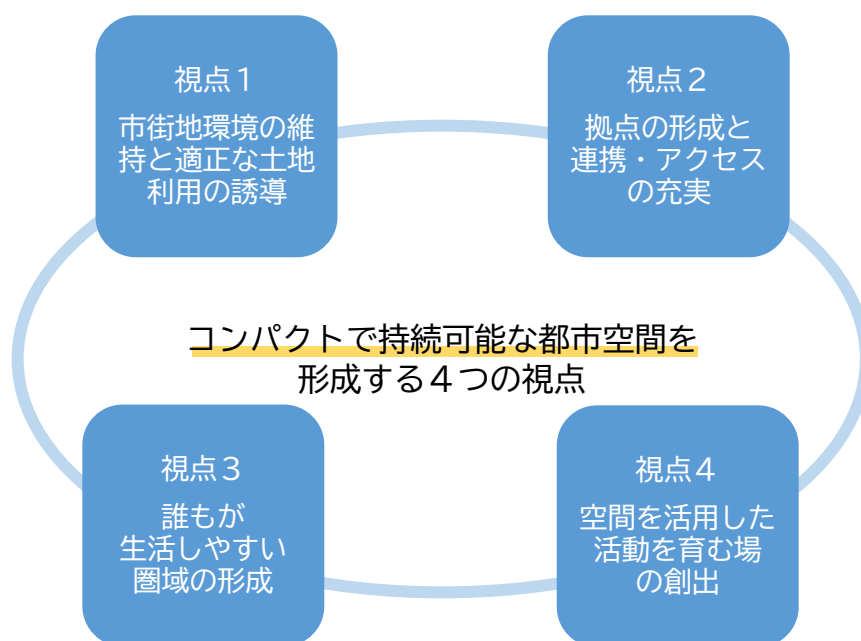 視点１
市街地環境の維
持と適正な土地
利用の誘導
視点２
拠点の形成と
連携・アクセス
の充実
コンパクトで持続可能な都市空間を
形成する４つの視点
視点３
誰もが
生活しやすい
圏域の形成
視点４
空間を活用した
活動を育む場
の創出